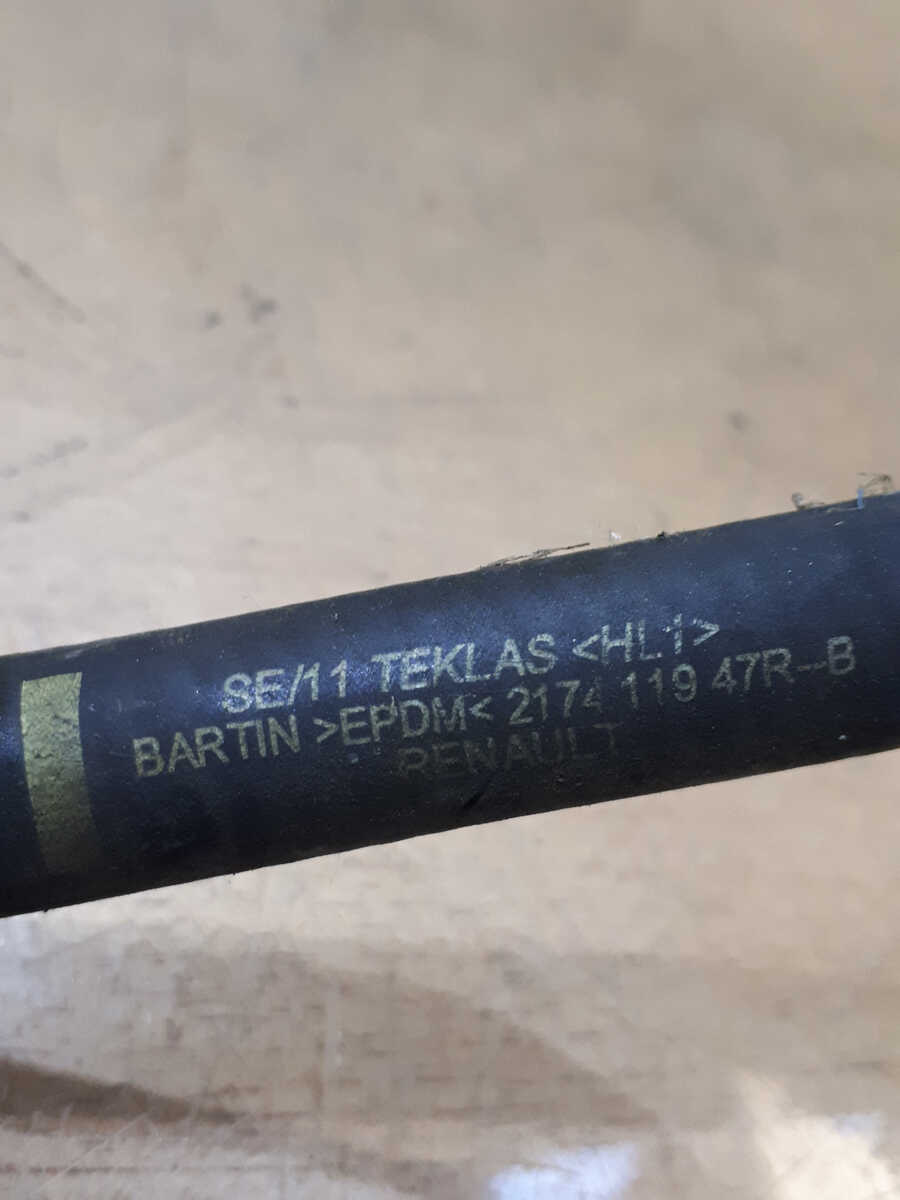 SE/11 TEKLAS <HL1>
BARTIN >EPDM< 2174 119 47R--B
RENAULT